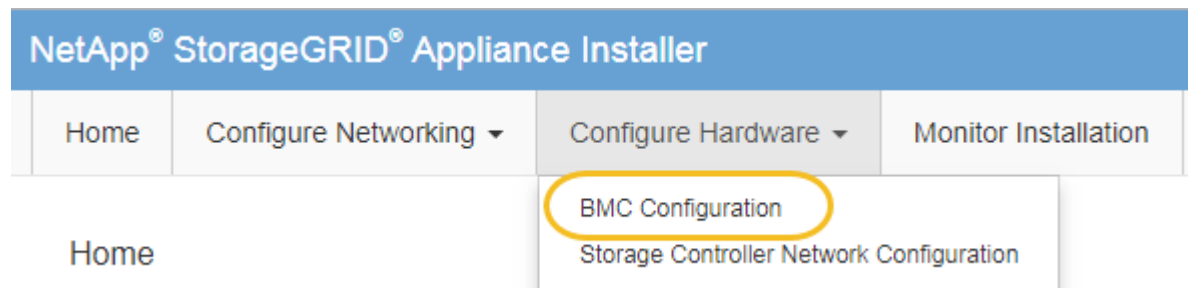 NetApp® StorageGRID® Appliance Installer
Home Configure Networking Configure Hardware Monitor Installation
BMC Configuration
Home
Storage Controller Network Configuration